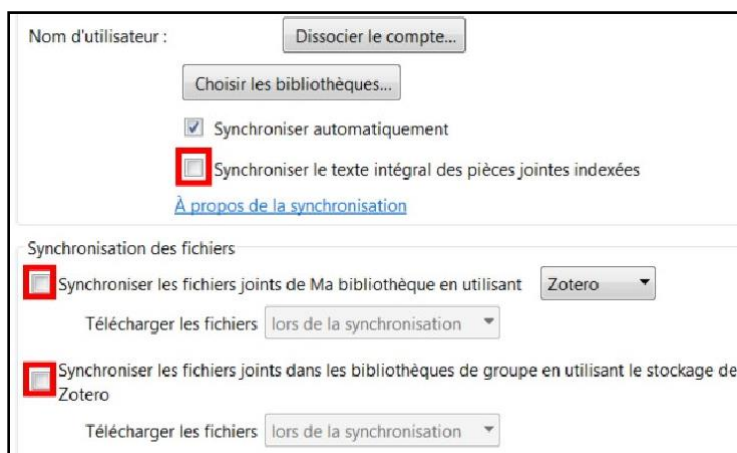 Nom d'utilisateur :
Dissocier le compte...
Choisir les bibliothèques...
Synchroniser automatiquement
Synchroniser le texte intégral des pièces jointes indexées
À propos de la synchronisation
Synchronisation des fichiers
Synchroniser les fichiers joints de Ma bibliothèque en utilisant Zotero
Télécharger les fichiers lors de la synchronisation
Synchroniser les fichiers joints dans les bibliothèques de groupe en utilisant le stockage de
Zotero
Télécharger les fichiers lors de la synchronisation